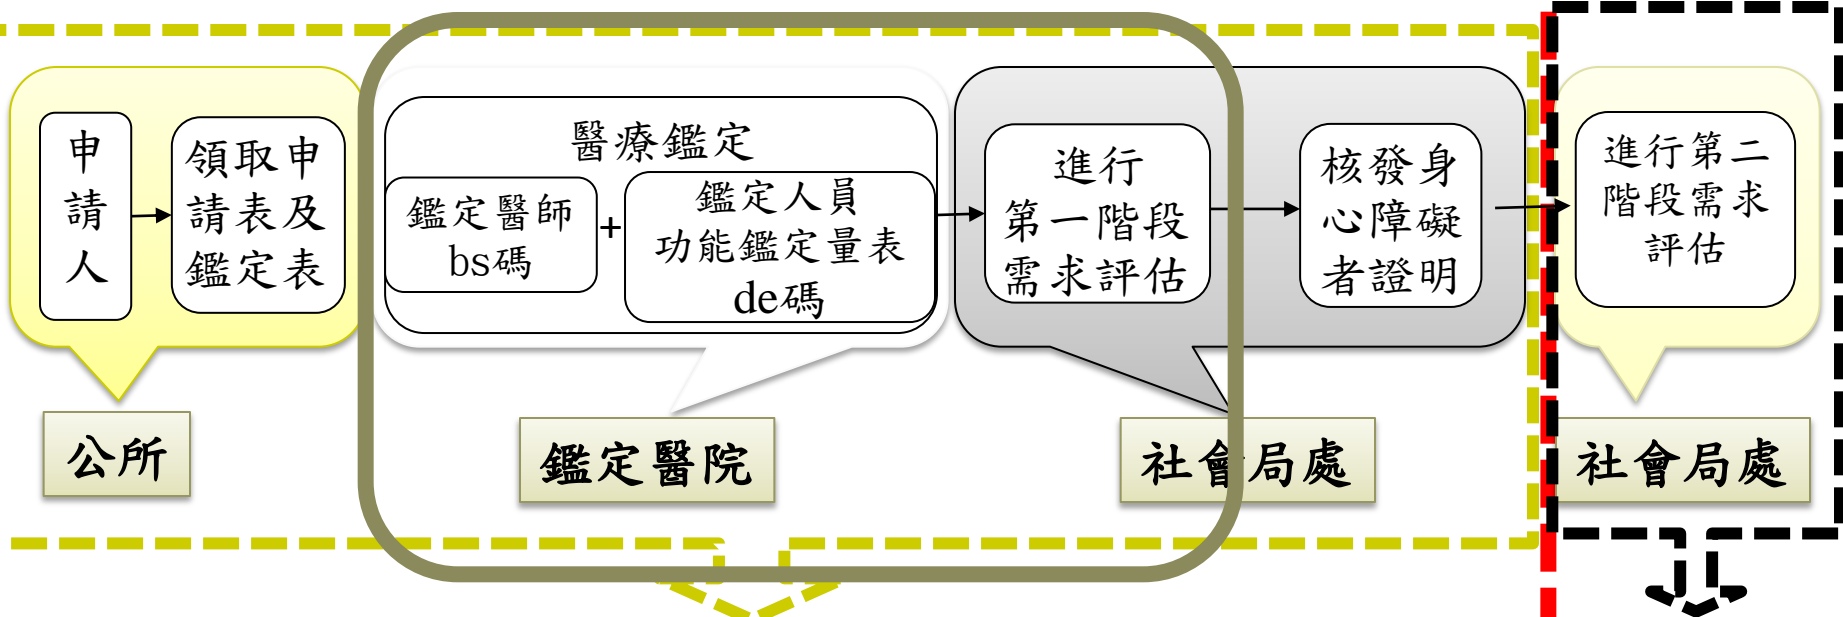 申
請
人
領取申
請表及
鑑定表
公所
醫療鑑定
鑑定醫師
bs碼
+
鑑定人員
功能鑑定量表
de碼
鑑定醫院
進行
第一階段
需求評估
核發身
心障礙
者證明
社會局處
進行第二
階段需求
評估
社會局處